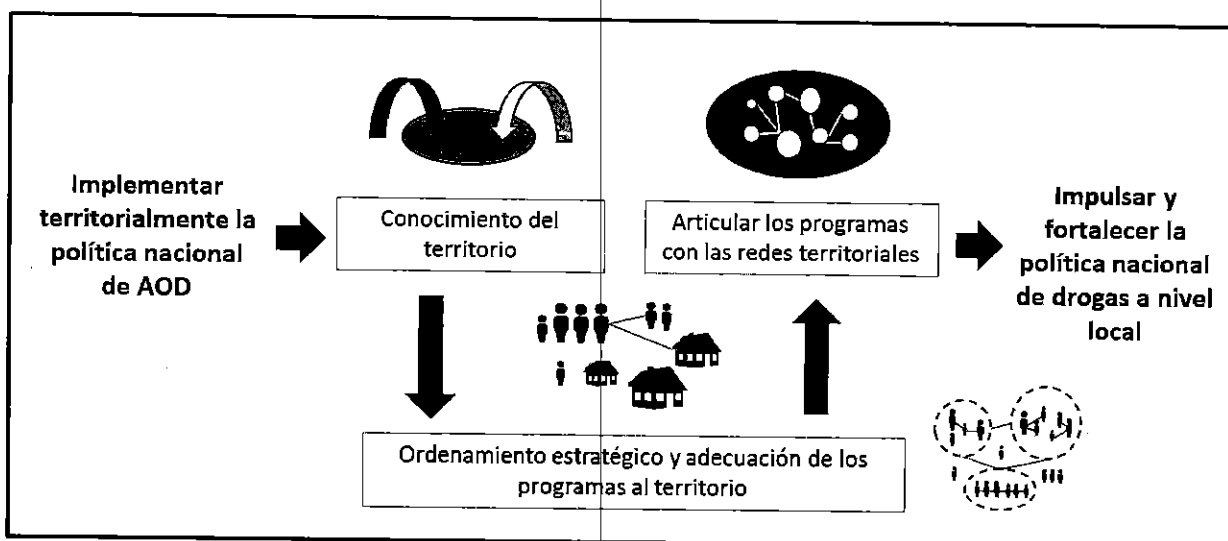 Implementar
territorialmente la
política nacional
de AOD
Conocimiento del
territorio
Ordenamiento estratégico y adecuación de los
programas al territorio
Articular los programas
con las redes territoriales
Impulsar y
fortalecer la
política nacional
de drogas a nivel
local